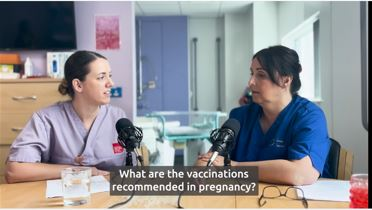 What are the vaccinations
recommended in pregnancy?